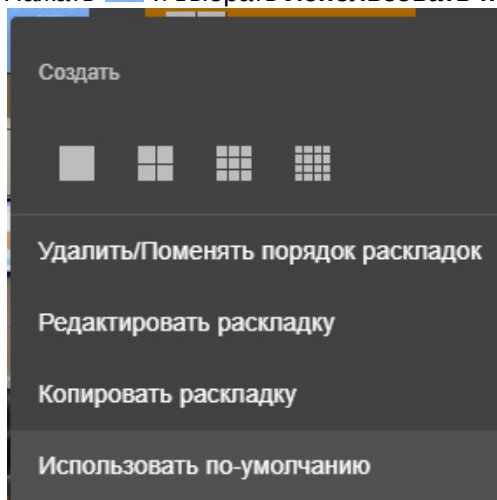 Создать
Удалить/Поменять порядок раскладок
Редактировать раскладку
Копировать раскладку
Использовать по-умолчанию